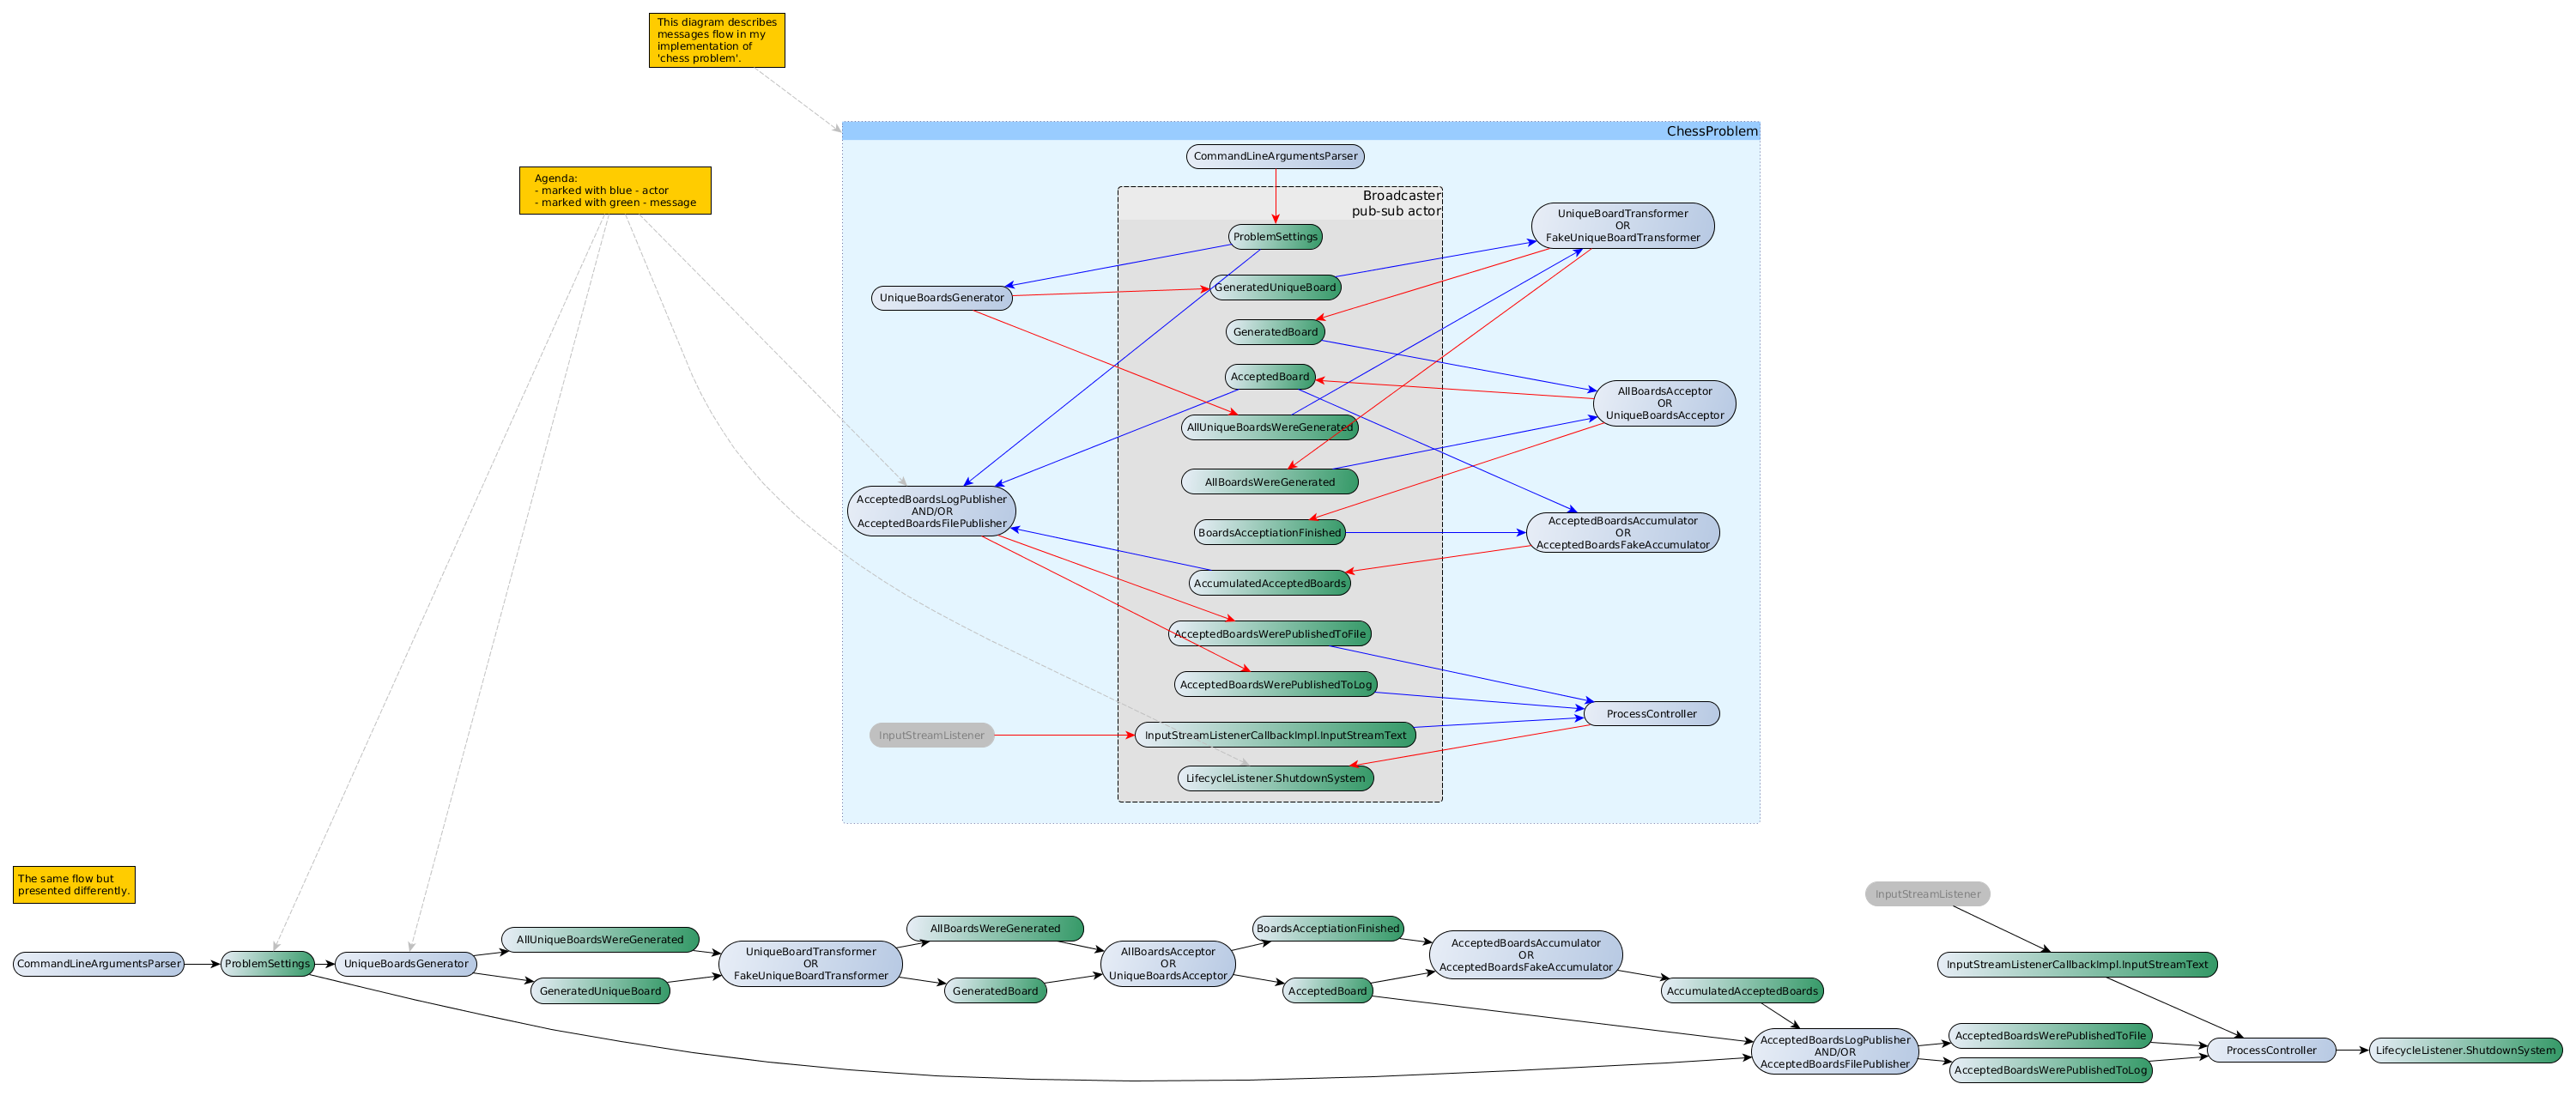 This diagram describes
messages flow in my
implementation of
'chess problem'.
ChessProblem
CommandLineArgumentsParser
Agenda:
- marked with blue - actor
- marked with green - message
Broadcaster
pub-sub actor
ProblemSettings
UniqueBoardTransformer
OR
FakeUniqueBoardTransformer
UniqueBoardsGenerator
GeneratedUniqueBoard
GeneratedBoard
AcceptedBoard
AllBoardsAcceptor
OR
UniqueBoardsAcceptor
AllUniqueBoardsWereGenerated
AllBoardsWereGenerated
AcceptedBoardsLogPublisher
AND/OR
AcceptedBoardsFilePublisher
BoardsAcceptiationFinished
AcceptedBoardsAccumulator
OR
AcceptedBoardsFakeAccumulator
AccumulatedAcceptedBoards
AcceptedBoardsWerePublishedToFile
AcceptedBoardsWerePublishedToLog
ProcessController
InputStreamListener
InputStreamListenerCallbackImpl.InputStreamText
LifecycleListener.ShutdownSystem
The same flow but
presented differently.
CommandLineArgumentsParser
ProblemSettings
UniqueBoardsGenerator
AllUniqueBoardsWereGenerated
GeneratedUniqueBoard
UniqueBoardTransformer
OR
FakeUniqueBoardTransformer
AllBoardsWereGenerated
GeneratedBoard
AllBoardsAcceptor
OR
UniqueBoardsAcceptor
BoardsAcceptiationFinished
AcceptedBoard
AcceptedBoardsAccumulator
OR
AcceptedBoardsFakeAccumulator
AccumulatedAcceptedBoards
AcceptedBoardsLogPublisher
AND/OR
AcceptedBoardsFilePublisher
InputStreamListener
InputStreamListenerCallbackImpl.InputStreamText
AcceptedBoardsWerePublishedToFile
AcceptedBoardsWerePublishedToLog
ProcessController
LifecycleListener.ShutdownSystem